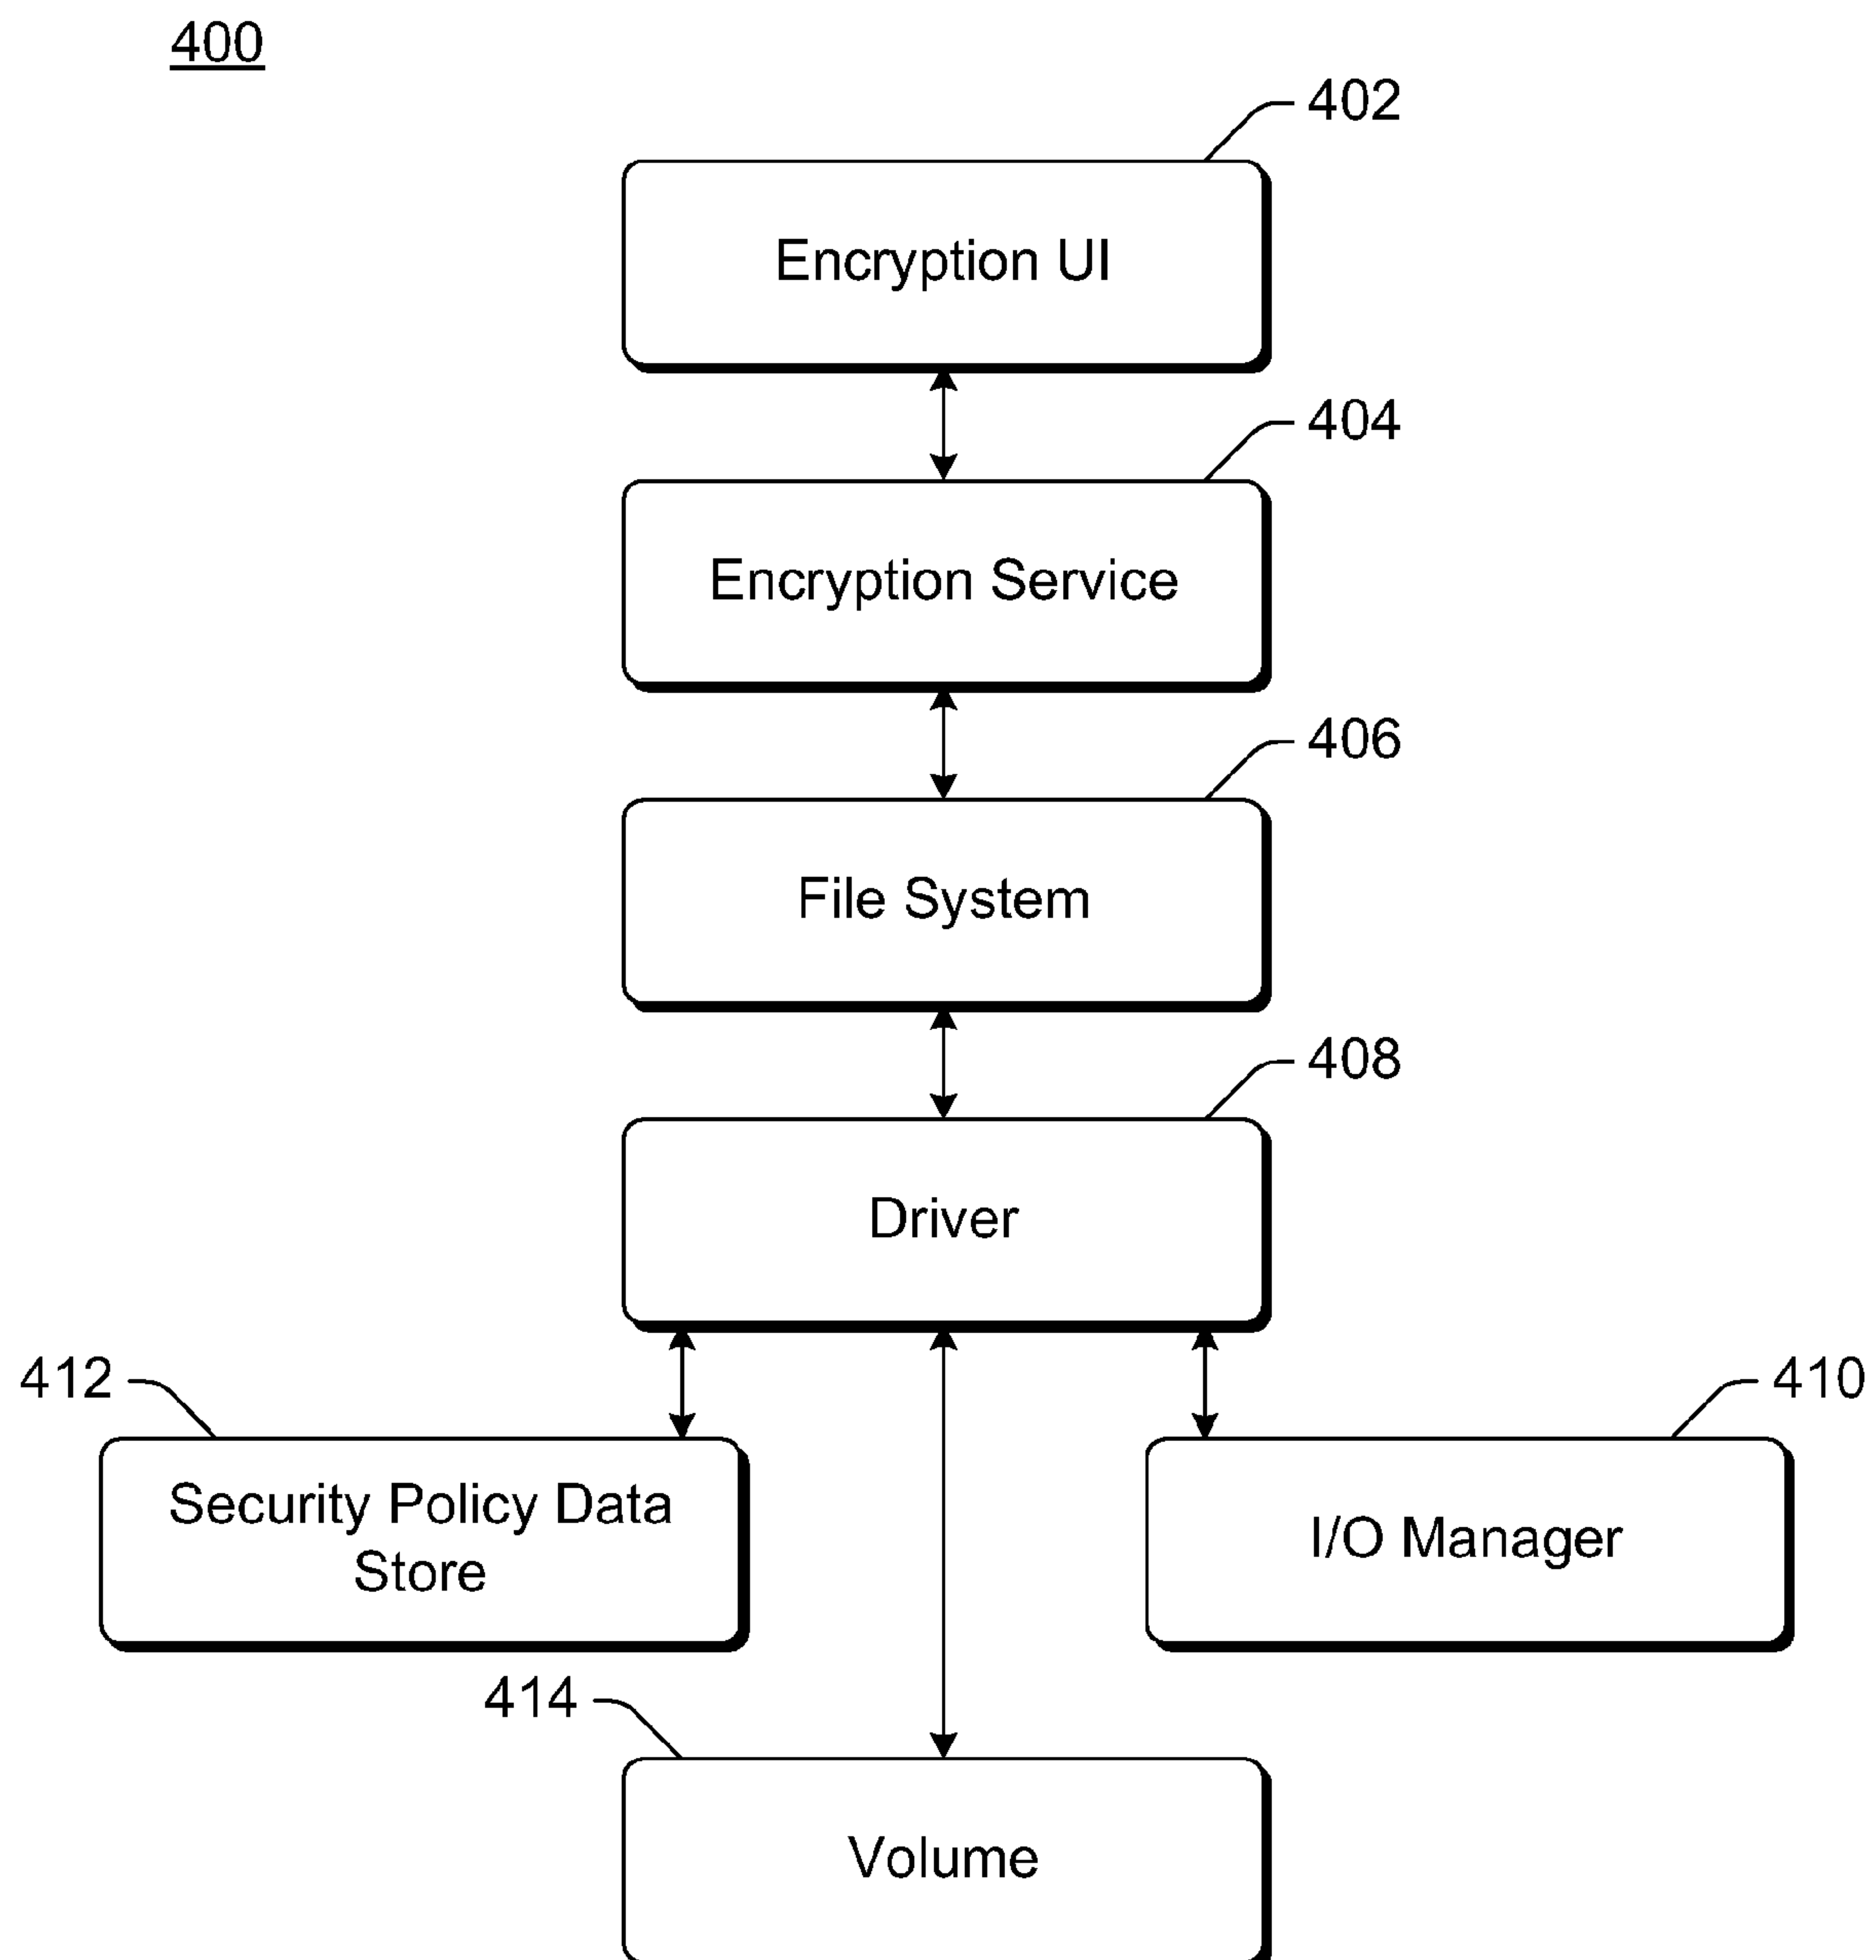 400
402
Encryption UI
404
Encryption Service
406
File System
408
Driver
412
410
Security Policy Data
Store
I/O Manager
414
Volume